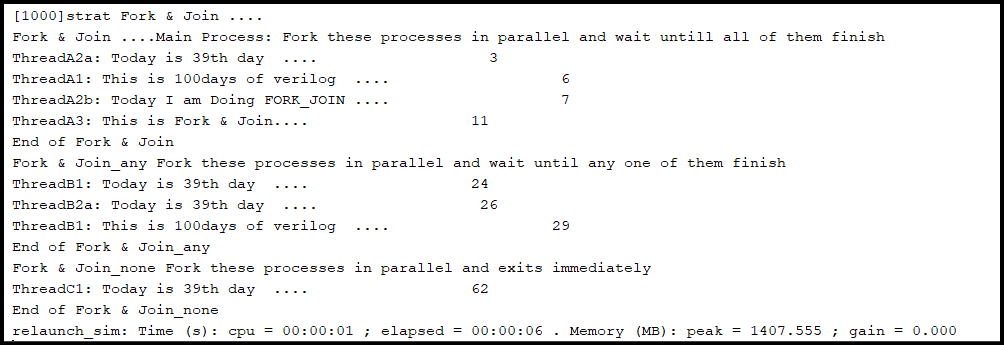 [1000]strat Fork & Join ....
Fork & Join ....Main Process: Fork these processes in parallel and wait untill all of them finish
ThreadA2a: Today is 39th day  .... 3
ThreadA1: This is 100days of verilog  .... 6
ThreadA2b: Today I am Doing FORK_JOIN .... 7
ThreadA3: This is Fork & Join.... 11
End of Fork & Join
Fork & Join_any Fork these processes in parallel and wait until any one of them finish
ThreadB1: Today is 39th day  .... 24
ThreadB2a: Today is 39th day  .... 26
ThreadB1: This is 100days of verilog  .... 29
End of Fork & Join_any
Fork & Join_none Fork these processes in parallel and exits immediately
ThreadC1: Today is 39th day  .... 62
End of Fork & Join_none
relaunch_sim: Time (s): cpu = 00:00:01 ; elapsed = 00:00:06 . Memory (MB): peak = 1407.555 ; gain = 0.000